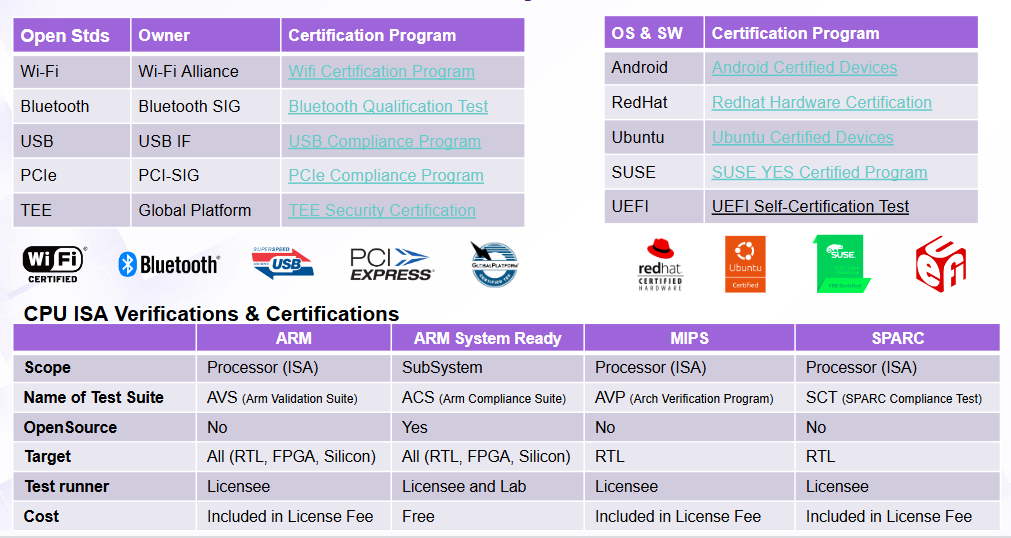 Open Stds Owner Certification Program
Wi-Fi Wi-Fi Alliance Wifi Certification Program
Bluetooth Bluetooth SIG Bluetooth Qualification Test
USB USB IF USB Compliance Program
PCIe PCI-SIG PCIe Compliance Program
TEE Global Platform TEE Security Certification
OS & SW Certification Program
Android Android Certified Devices
RedHat Redhat Hardware Certification
Ubuntu Ubuntu Certified Devices
SUSE SUSE YES Certified Program
UEFI UEFI Self-Certification Test
Wi Fi®
CERTIFIED
Bluetooth®
SUPERSPEED
USB
PCI
EXPRESS®
GLOBALPLATFORM
redhat
CERTIFIED
HARDWARE
Ubuntu
Certified
SUSE
UEFI
CPU ISA Verifications & Certifications
ARM ARM System Ready MIPS SPARC
Scope Processor (ISA) SubSystem Processor (ISA) Processor (ISA)
Name of Test Suite AVS (Arm Validation Suite) ACS (Arm Compliance Suite) AVP (Arch Verification Program) SCT (SPARC Compliance Test)
OpenSource No Yes No No
Target All (RTL, FPGA, Silicon) All (RTL, FPGA, Silicon) RTL RTL
Test runner Licensee Licensee and Lab Licensee Licensee
Cost Included in License Fee Free Included in License Fee Included in License Fee